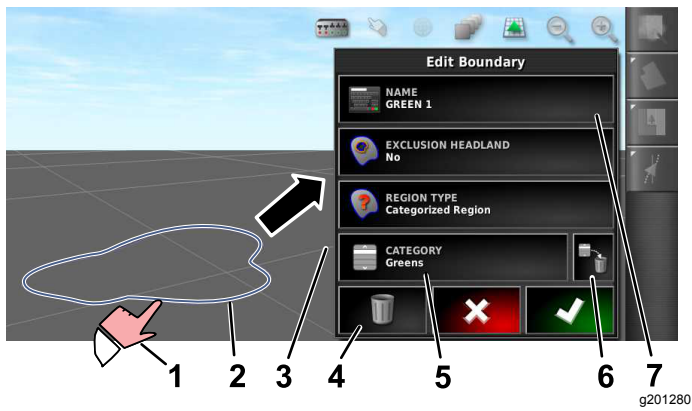 Edit Boundary
NAME
GREEN 1
EXCLUSION HEADLAND
No
REGION TYPE
Categorized Region
CATEGORY
Greens
1 2 3 4 5 6 7
g201280